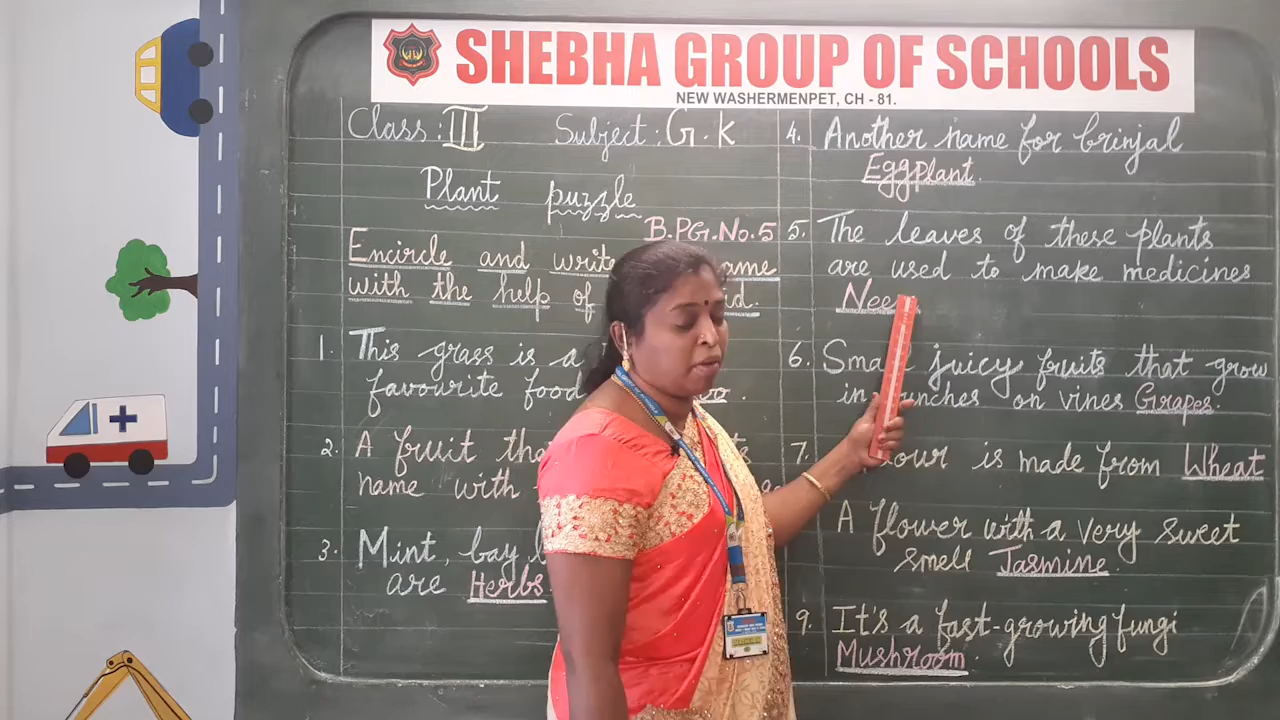 SHEBHA GROUP OF SCHOOLS
NEW WASHERMENPET, CH - 81.
Class : III Subject : G.K
Plant puzzle
B.PG.No.5
Encircle and write
with the help of
1. This grass is a
favourite food
2. A fruit
name with
3. Mint, bay
are Herbs
4. Another name for brinjal
Eggplant.
5. The leaves of these plants
are used to make medicines
6. juicy fruits that grow
in on vines Grapes.
7. is made from Wheat
A flower with a very sweet
smell Jasmine.
9. It's a fast-growing fungi
Mushroom.